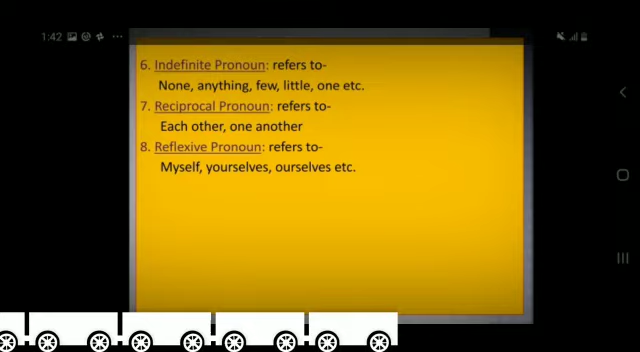 1:42
6. Indefinite Pronoun: refers to-
None, anything, few, little, one etc.
7. Reciprocal Pronoun: refers to-
Each other, one another
8. Reflexive Pronoun: refers to-
Myself, yourselves, ourselves etc.